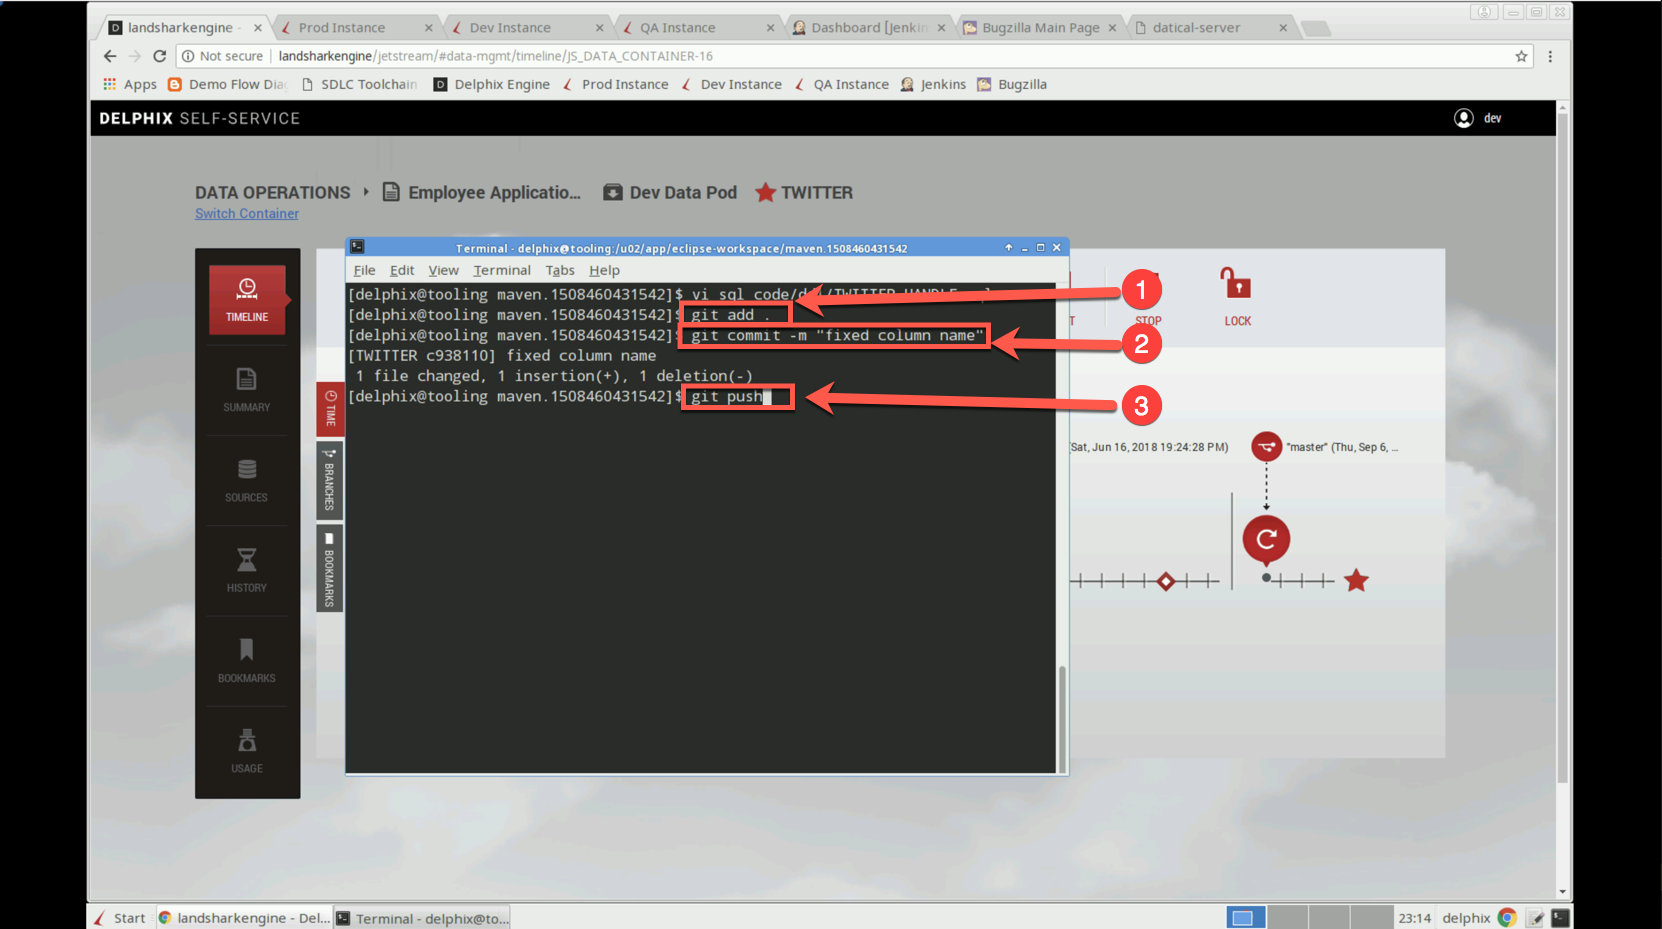 landsharkengine -
Prod Instance
Dev Instance
QA Instance
Dashboard [Jenkin
Bugzilla Main Page
datical-server
Not secure
landsharkengine/jetstream/#data-mgmt/timeline/JS_DATA_CONTAINER-16
Apps
Demo Flow Dia
SDLC Toolchain
Delphix Engine
Prod Instance
Dev Instance
QA Instance
Jenkins
Bugzilla
DELPHIX SELF-SERVICE
dev
DATA OPERATIONS
Employee Applicatio...
Dev Data Pod
TWITTER
Switch Container
Terminal - delphix@tooling:/u02/app/eclipse-workspace/maven.1508460431542
File Edit View Terminal Tabs Help
[delphix@tooling maven.1508460431542]$ vi sql_code/
[delphix@tooling maven.1508460431542]$ git add .
[delphix@tooling maven.1508460431542]$ git commit -m "fixed column name"
[TWITTER c938110] fixed column name
1 file changed, 1 insertion(+), 1 deletion(-)
[delphix@tooling maven.1508460431542]$ git push
1
2
3
T
STOP
LOCK
TIMELINE
SUMMARY
SOURCES
HISTORY
BOOKMARKS
USAGE
TIME
BRANCHES
BOOKMARKS
(Sat, Jun 16, 2018 19:24:28 PM)
"master" (Thu, Sep 6, ...
Start
landsharkengine - Del...
Terminal - delphix@to...
23:14
delphix